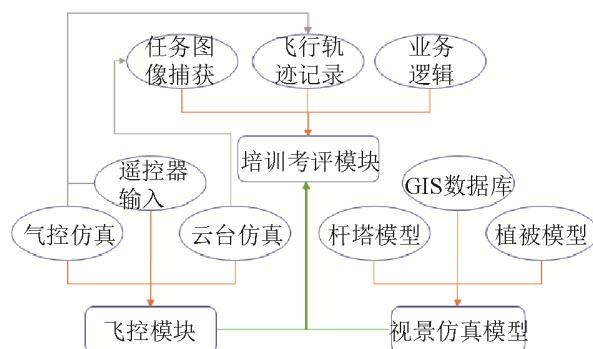 任务图
像捕获
飞行轨
迹记录
业务
逻辑
培训考评模块
遥控器
输入
GIS数据库
气控仿真
云台仿真
杆塔模型
植被模型
飞控模块
视景仿真模型